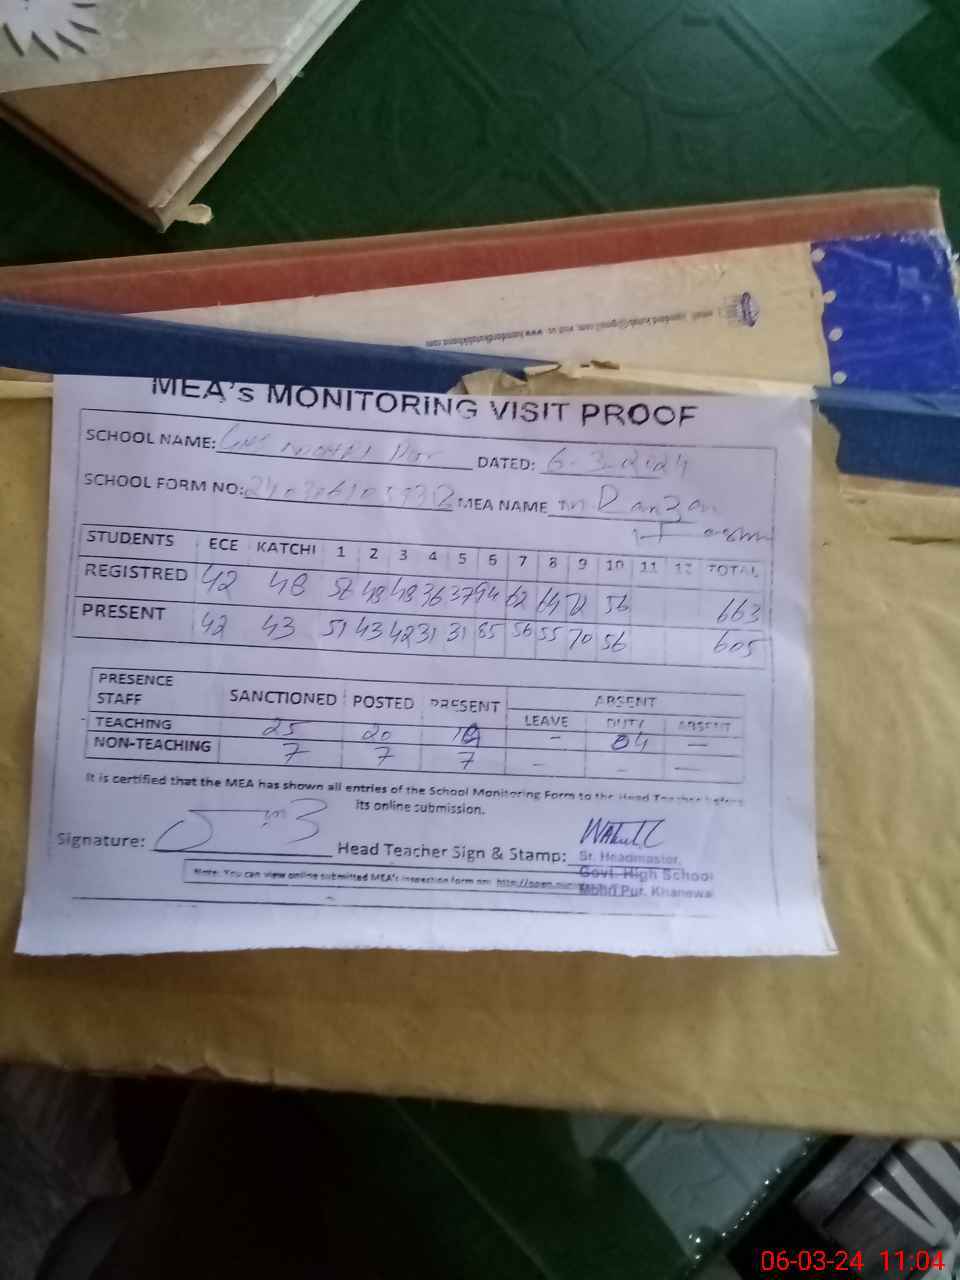 MEA's MONITORING VISIT PROOF
SCHOOL NAME: DATED: 6-3-2024
SCHOOL FORM NO: MEA NAME
STUDENTS ECE KATCHI 1 2 3 4 5 6 7 8 9 10 11 12 TOTAL
REGISTRED 42 48 56 48 48 36 37 94 62 64 72 56 663
PRESENT 42 43 51 43 42 31 31 85 56 55 70 56 605
PRESENCE
STAFF SANCTIONED POSTED PRESENT ABSENT
LEAVE DUTY ABSENT
TEACHING 25 20 - 04 —
NON-TEACHING 7 7 7 - - —
It is certified that the MEA has shown all entries of the School Monitoring Form to the Head Teacher before
its online submission.
Signature: Head Teacher Sign & Stamp:
Sr. Headmaster,
Govt. High School
Pur, Khanewal
Note: You can view online submitted MEA's inspection form on:
06-03-24 11:04